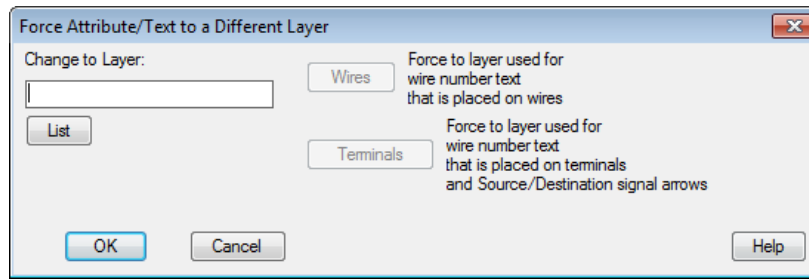 Force Attribute/Text to a Different Layer
Change to Layer:
Wires
Force to layer used for
wire number text
that is placed on wires
List
Terminals
Force to layer used for
wire number text
that is placed on terminals
and Source/Destination signal arrows
OK
Cancel
Help